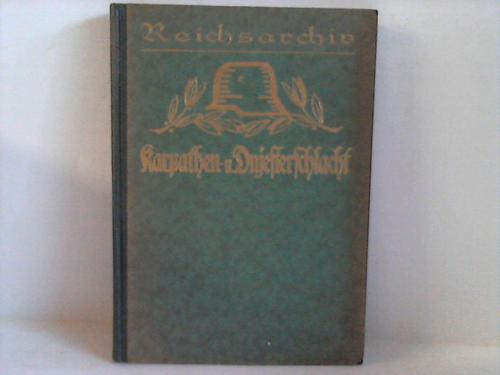 Reichsarchiv
Karpathen- u. Dnjesterschlacht